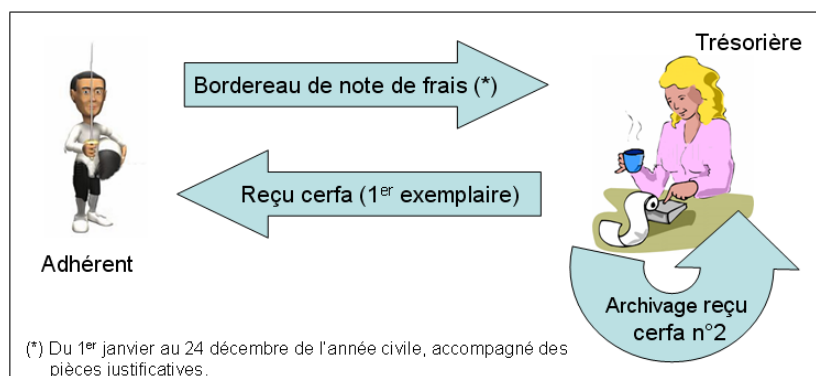 Trésorière
Bordereau de note de frais (*)
Reçu cerfa (1er exemplaire)
Adhérent
Archivage reçu
cerfa n°2
(*) Du 1er janvier au 24 décembre de l'année civile, accompagné des
pièces justificatives.